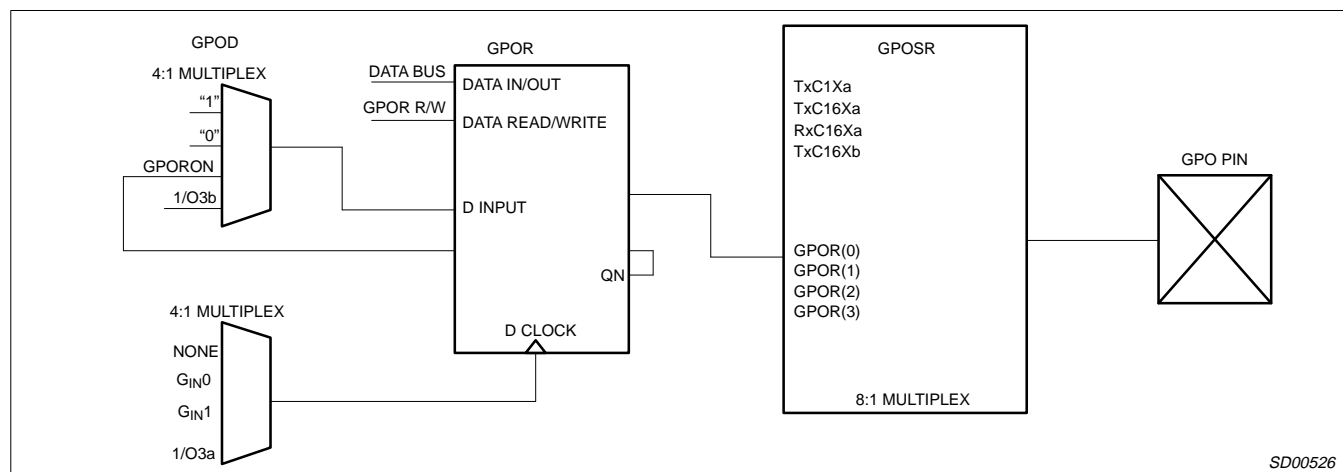 GPOD
4:1 MULTIPLEX
“1”
“0”
GPORON
1/O3b
4:1 MULTIPLEX
NONE
GIN0
GIN1
1/O3a
GPOR
DATA BUS
DATA IN/OUT
GPOR R/W
DATA READ/WRITE
D INPUT
QN
D CLOCK
GPOSR
TxC1Xa
TxC16Xa
RxC16Xa
TxC16Xb
GPOR(0)
GPOR(1)
GPOR(2)
GPOR(3)
8:1 MULTIPLEX
GPO PIN
SD00526